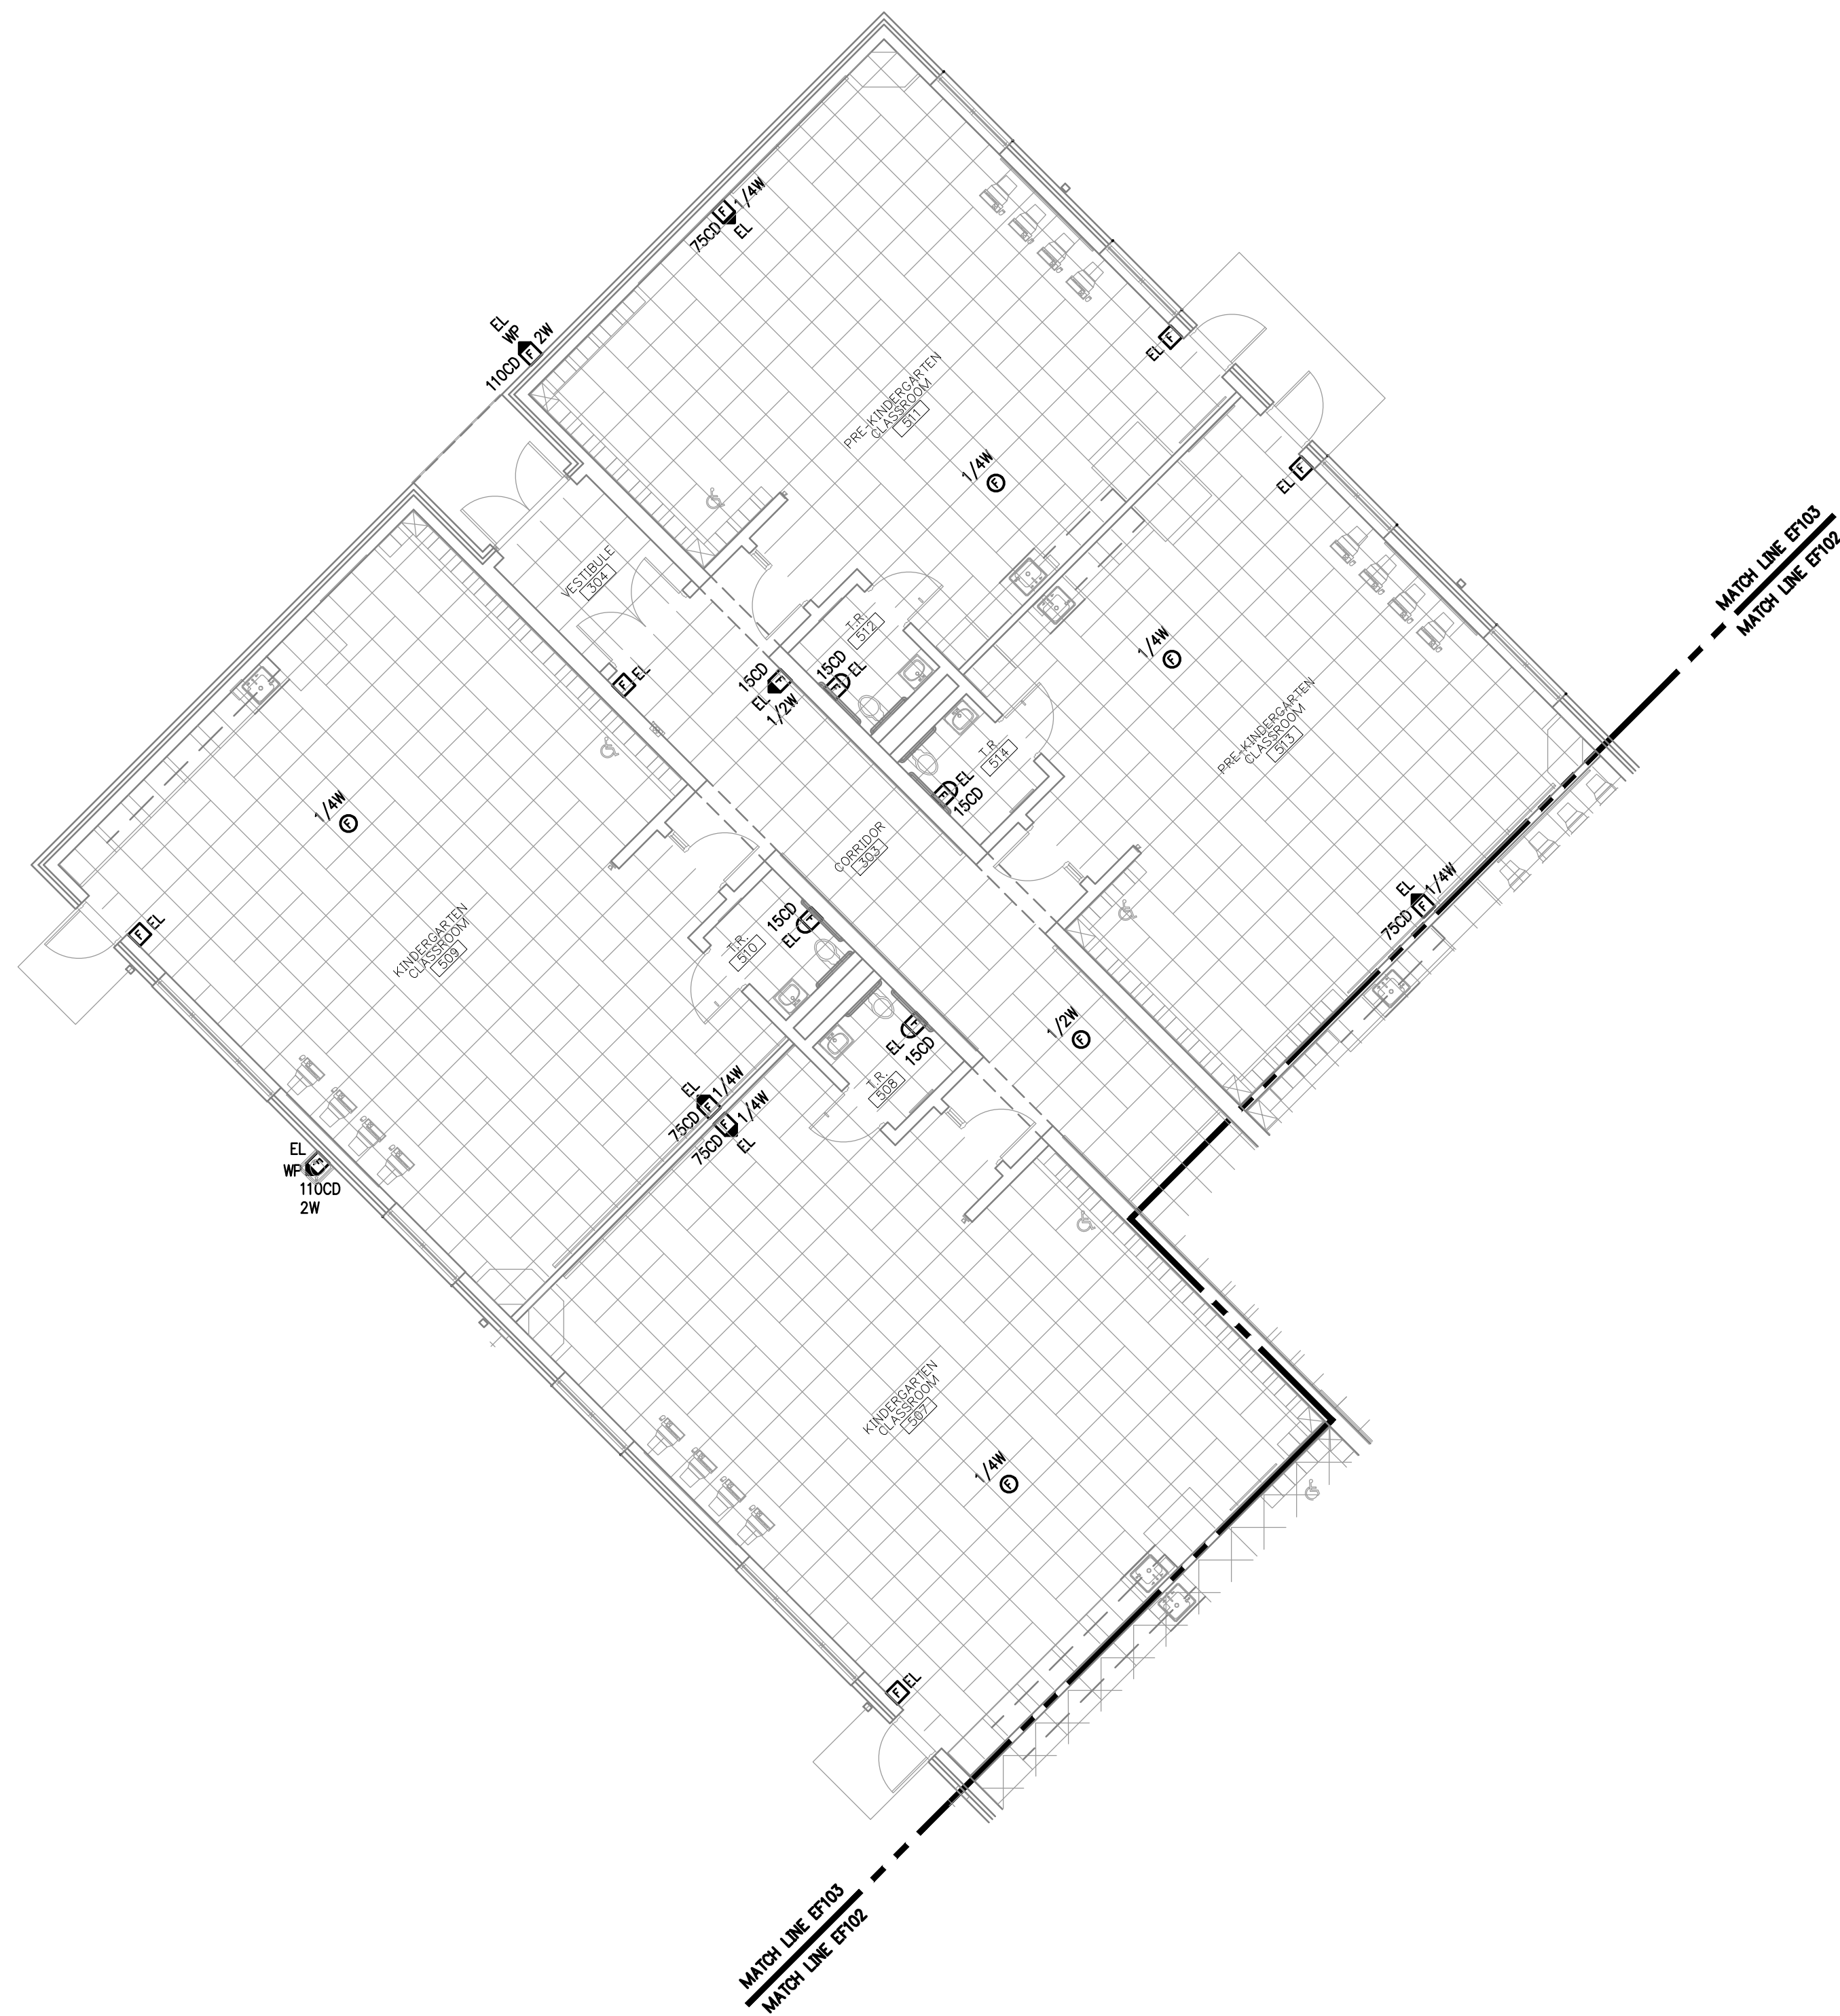 1/4W
F
75CD
EL
EL
WP
2W
F
110CD
F
EL
PRE-KINDERGARTEN
CLASSROOM
511
1/4W
F
F
EL
MATCH LINE EF103
MATCH LINE EF102
VESTIBULE
304
T.R.
512
15CD
EL
F
1/4W
F
F
EL
15CD
F
EL
1/2W
PRE-KINDERGARTEN
CLASSROOM
513
T.R.
514
EL
F
15CD
1/4W
F
CORRIDOR
303
EL
1/4W
F
75CD
F
EL
KINDERGARTEN
CLASSROOM
509
15CD
F
EL
T.R.
510
1/2W
F
F
EL
15CD
T.R.
508
EL
1/4W
F
75CD
1/4W
F
75CD
EL
EL
WP
F
110CD
2W
KINDERGARTEN
CLASSROOM
507
1/4W
F
F
EL
MATCH LINE EF103
MATCH LINE EF102